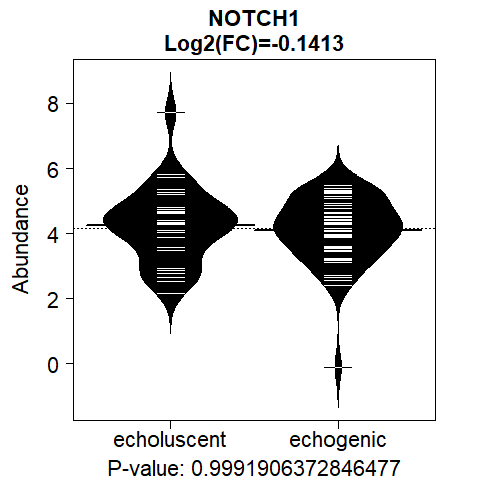 NOTCH1
Log2(FC)=-0.1413
Abundance
8
6
4
2
0
echoluscent echogenic
P-value: 0.9991906372846477